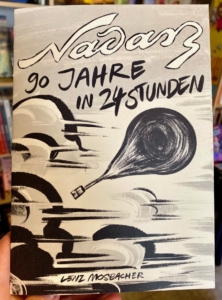 Nadar
90 JAHRE
IN 24 STUNDEN
LENZ MOSBACHER